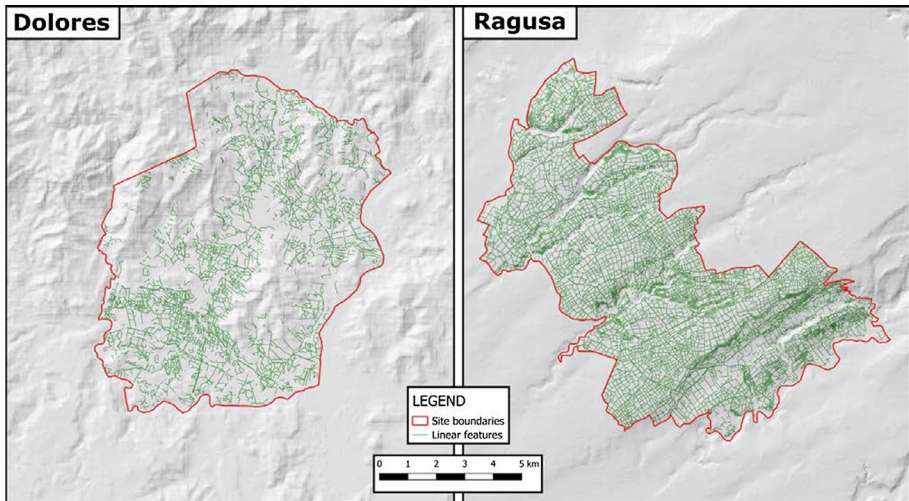 Dolores
Ragusa
LEGEND
Site boundaries
Linear features
0 1 2 3 4 5 km